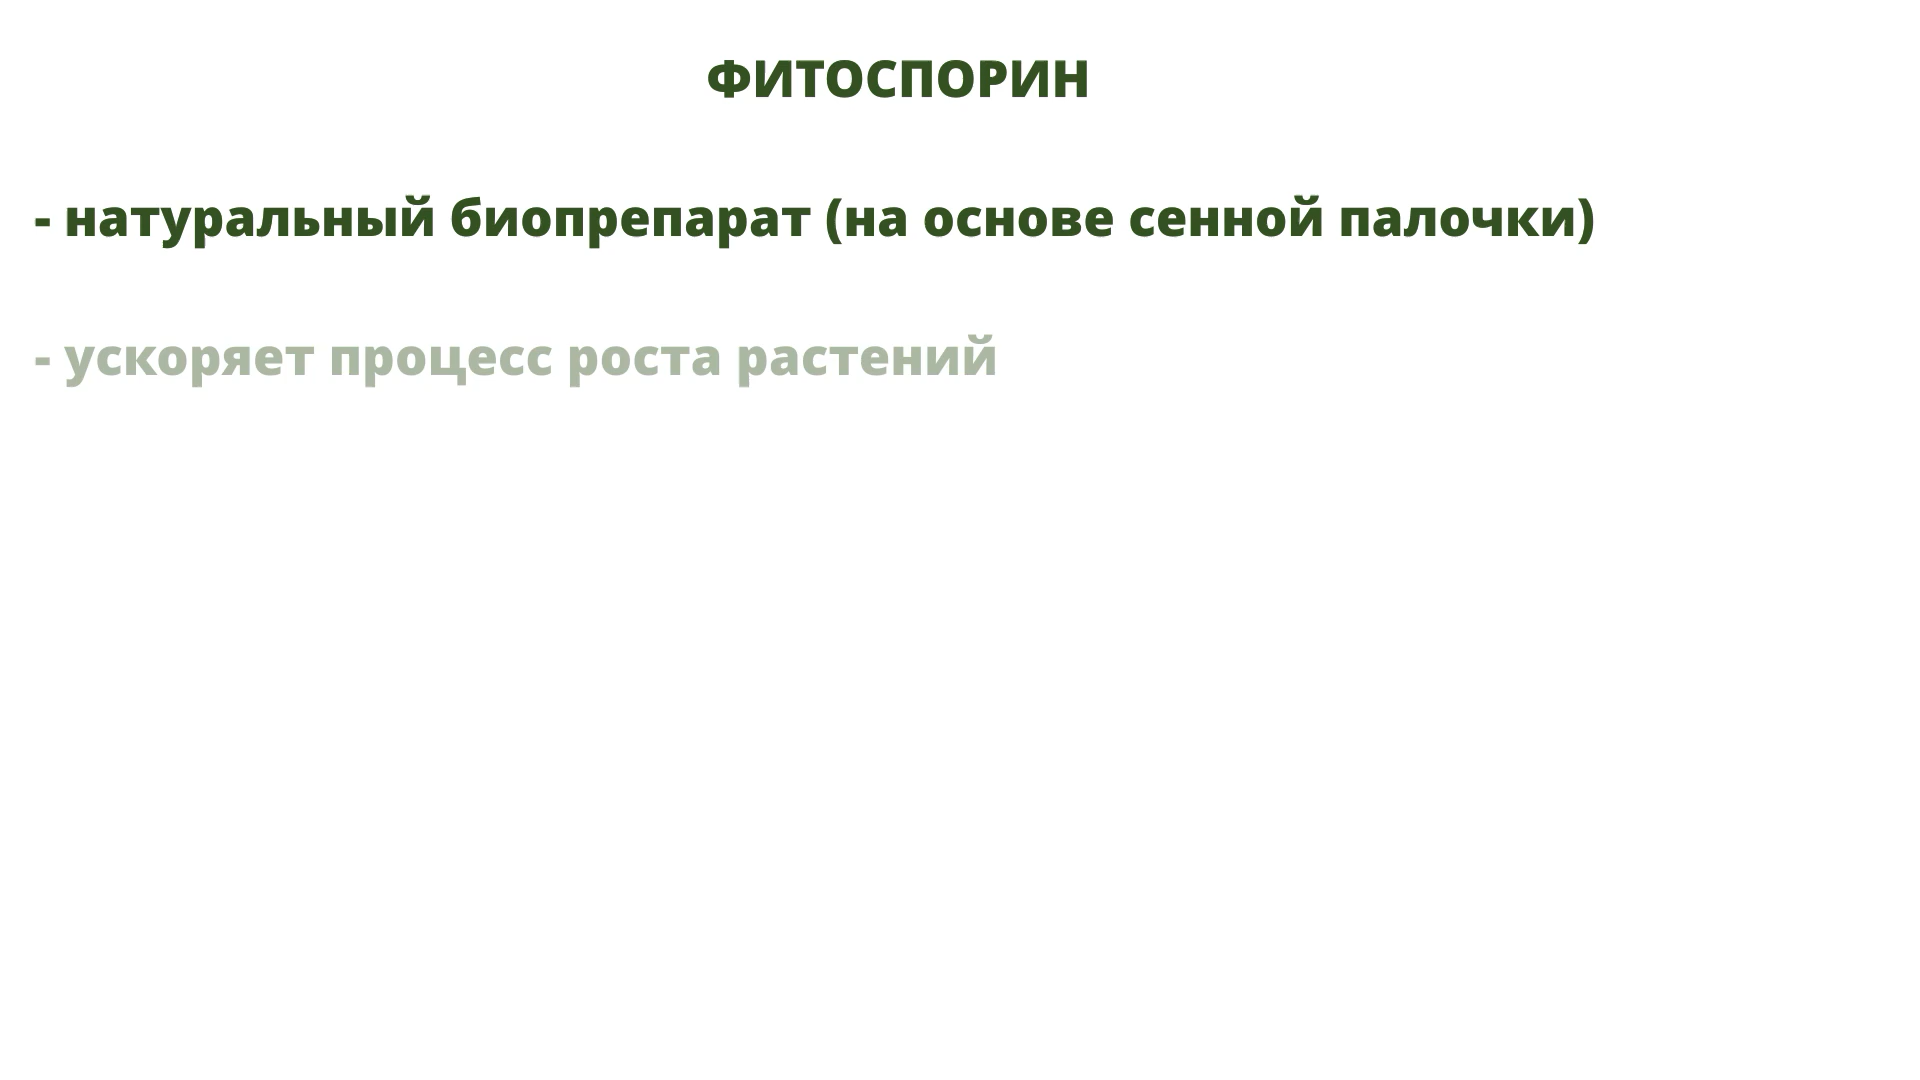 ФИТОСПОРИН
- натуральный биопрепарат (на основе сенной палочки)
- ускоряет процесс роста растений